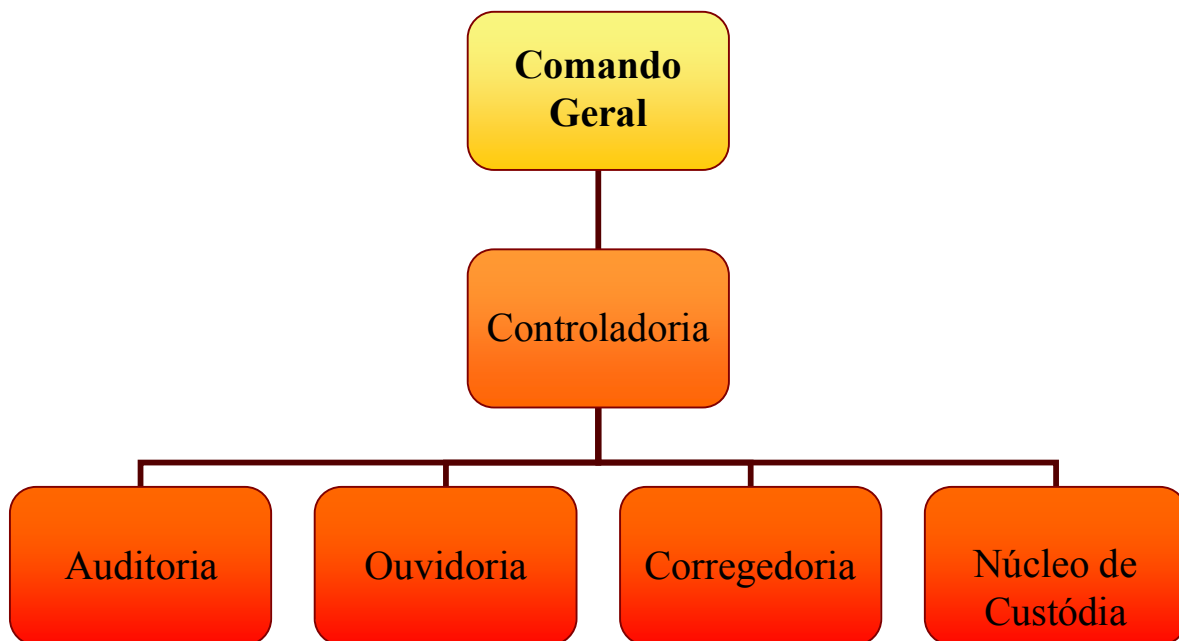 Comando
Geral
Controladoria
Auditoria
Ouvidoria
Corregedoria
Núcleo de
Custódia